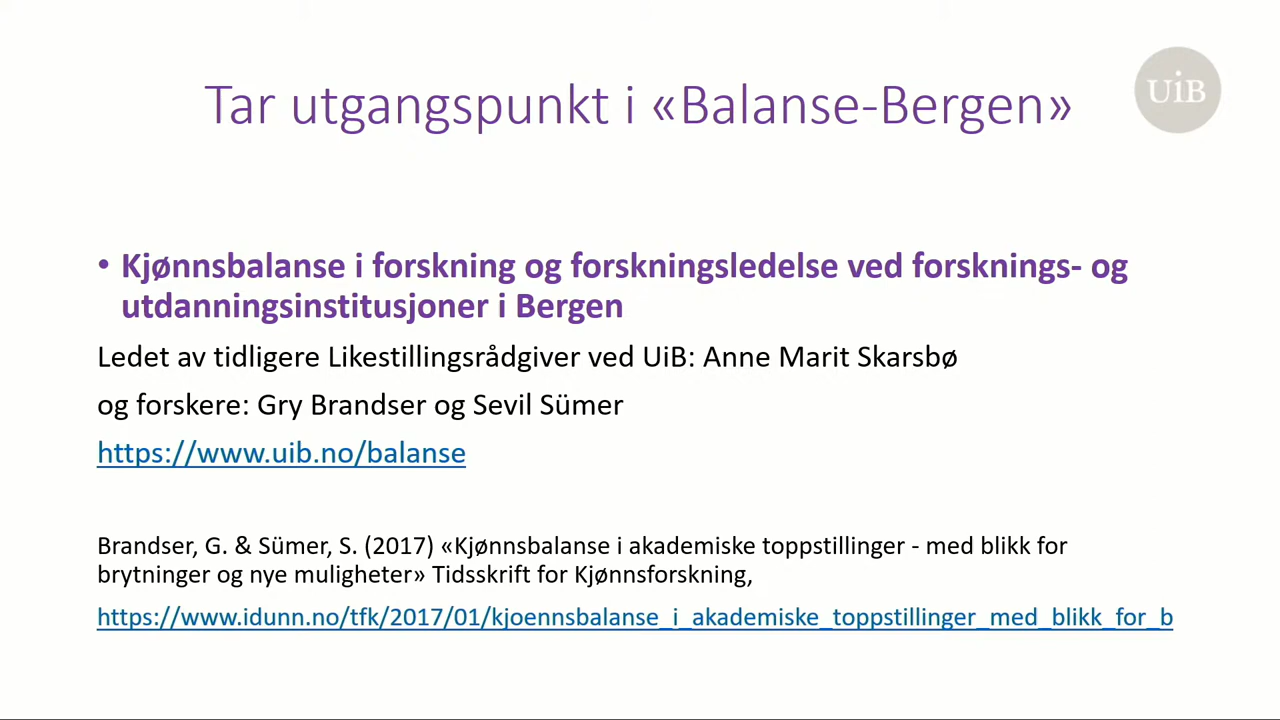 Tar utgangspunkt i «Balanse-Bergen»
UiB
• Kjønnsbalanse i forskning og forskningsledelse ved forsknings- og
utdanningsinstitusjoner i Bergen
Ledet av tidligere Likestillingsrådgiver ved UiB: Anne Marit Skarsbø
og forskere: Gry Brandser og Sevil Sümer
https://www.uib.no/balanse
Brandser, G. & Sümer, S. (2017) «Kjønnsbalanse i akademiske toppstillinger - med blikk for
brytninger og nye muligheter» Tidsskrift for Kjønnsforskning,
https://www.idunn.no/tfk/2017/01/kjoennsbalanse_i_akademiske_toppstillinger_med_blikk_for_b